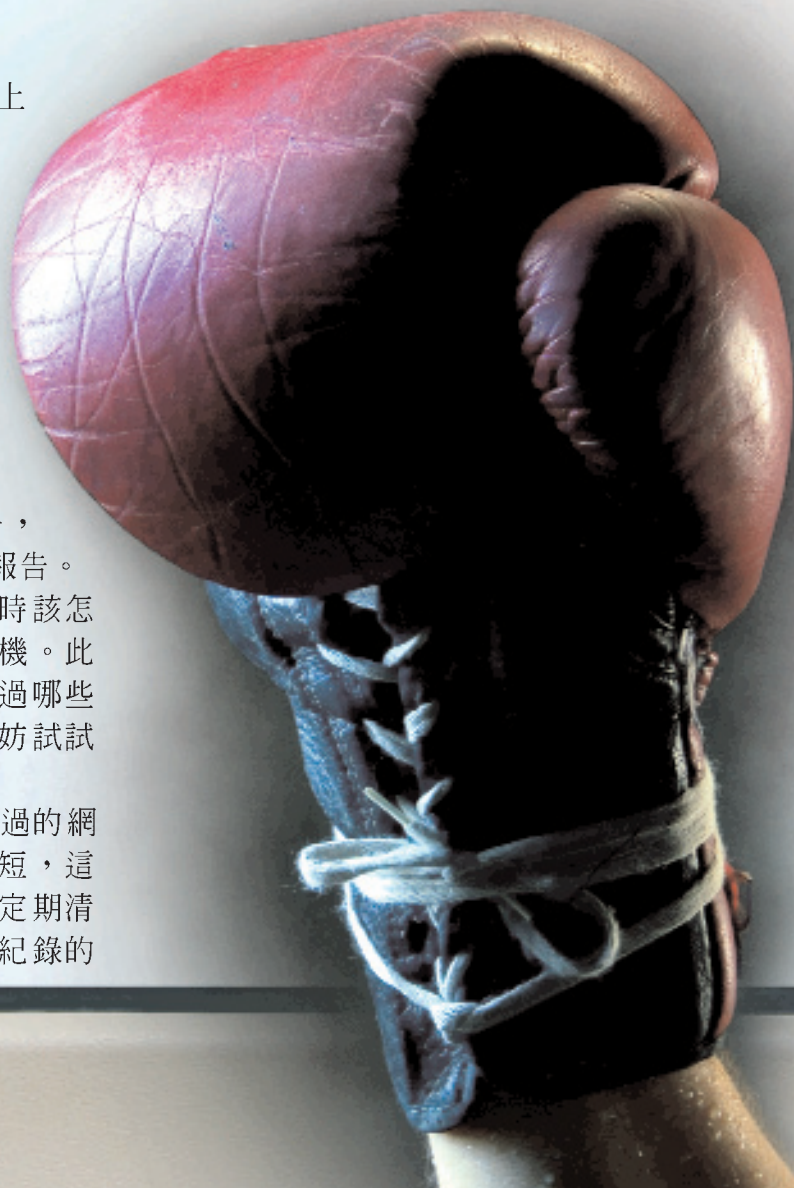 上
，
報告。
時該怎
機。此
過哪些
妨試試
過的網
短，這
定期清
紀錄的